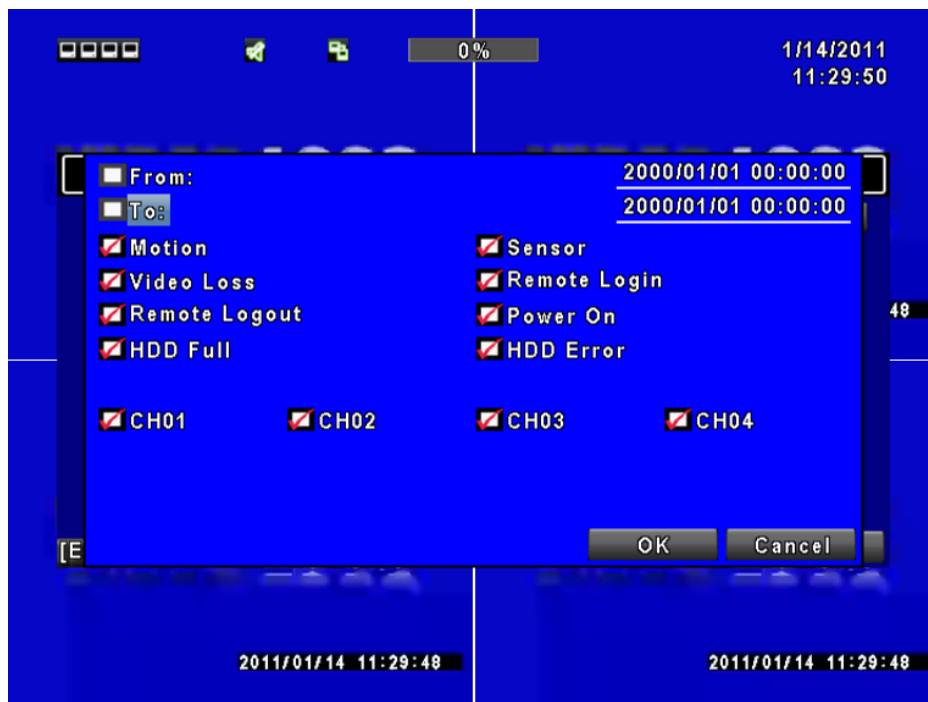 0%
1/14/2011
11:29:50
From: 2000/01/01 00:00:00
To: 2000/01/01 00:00:00
Motion Sensor
Video Loss Remote Login
Remote Logout Power On
48
HDD Full HDD Error
CH01 CH02 CH03 CH04
[E
OK Cancel
2011/01/14 11:29:48 2011/01/14 11:29:48